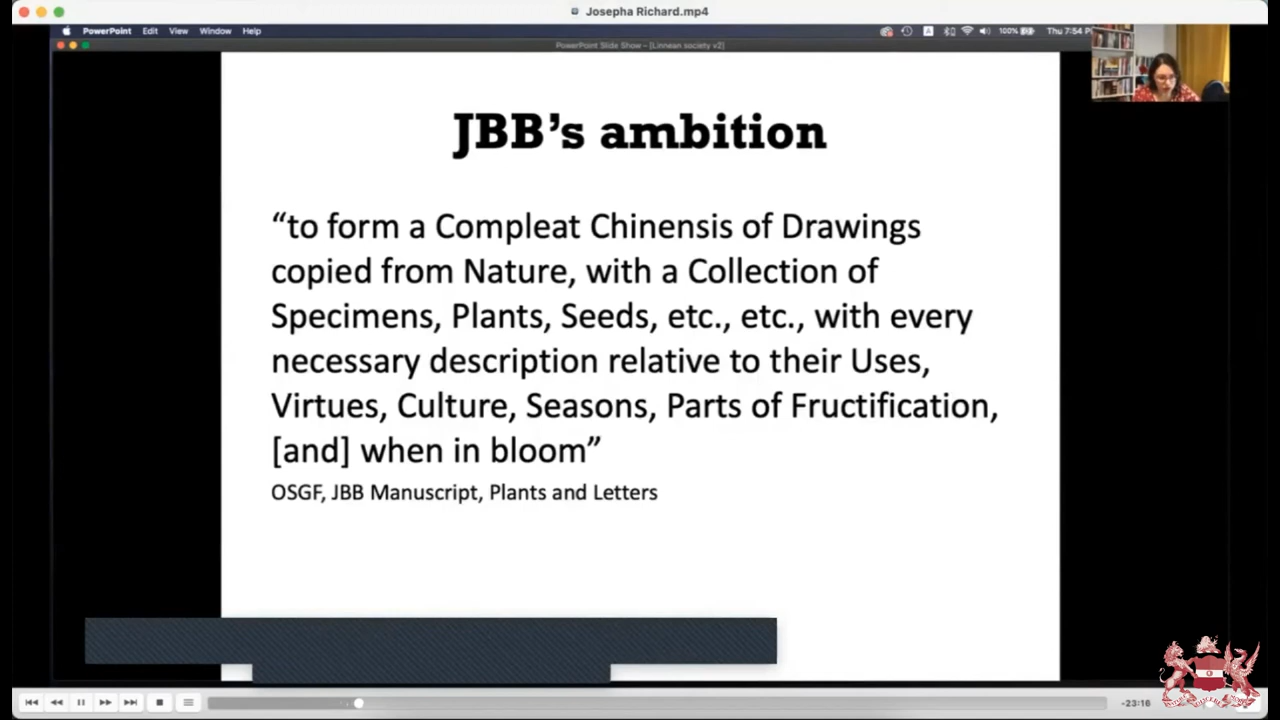 Josepha Richard.mp4
PowerPoint Edit View Window Help
100%
PowerPoint Slide Show - [Linnean society v2]
JBB's ambition
“to form a Compleat Chinensis of Drawings
copied from Nature, with a Collection of
Specimens, Plants, Seeds, etc., etc., with every
necessary description relative to their Uses,
Virtues, Culture, Seasons, Parts of Fructification,
[and] when in bloom”
OSGF, JBB Manuscript, Plants and Letters
-23:16